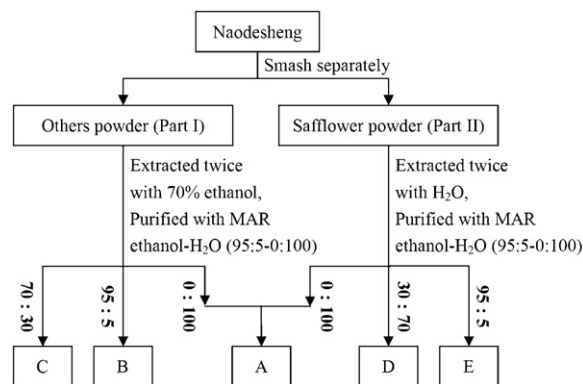 Naodesheng
Smash separately
Others powder (Part I)
Safflower powder (Part II)
Extracted twice
with 70% ethanol,
Purified with MAR
ethanol-H₂O (95:5-0:100)
Extracted twice
with H₂O,
Purified with MAR
ethanol-H₂O (95:5-0:100)
70 : 30
95 : 5
0 : 100
0 : 100
30 : 70
95 : 5
C
B
A
D
E